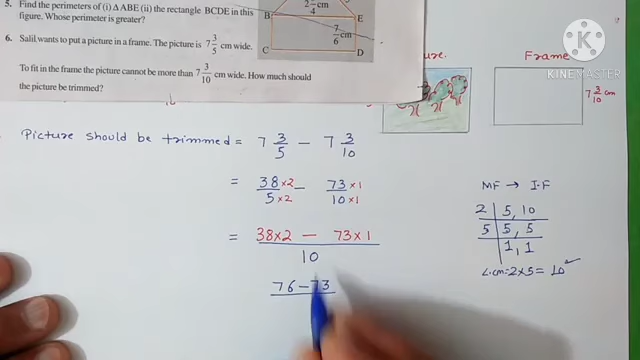 5. Find the perimeters of (i) ΔABE (ii) the rectangle BCDE in this
figure. Whose perimeter is greater?
B E
C D
7/6 cm
6. Salil wants to put a picture in a frame. The picture is 7 3/5 cm wide.
To fit in the frame the picture cannot be more than 7 3/10 cm wide. How much should
the picture be trimmed?
Frame
KINEMASTER
7 3/10 cm
Picture should be trimmed = 7 3/5 − 7 3/10
= 38×2/5×2 − 73×1/10×1
= 38×2 − 73×1 / 10
76−73
MF → I.F
2 | 5, 10
5 | 5, 5
1, 1
L.cm = 2×5 = 10